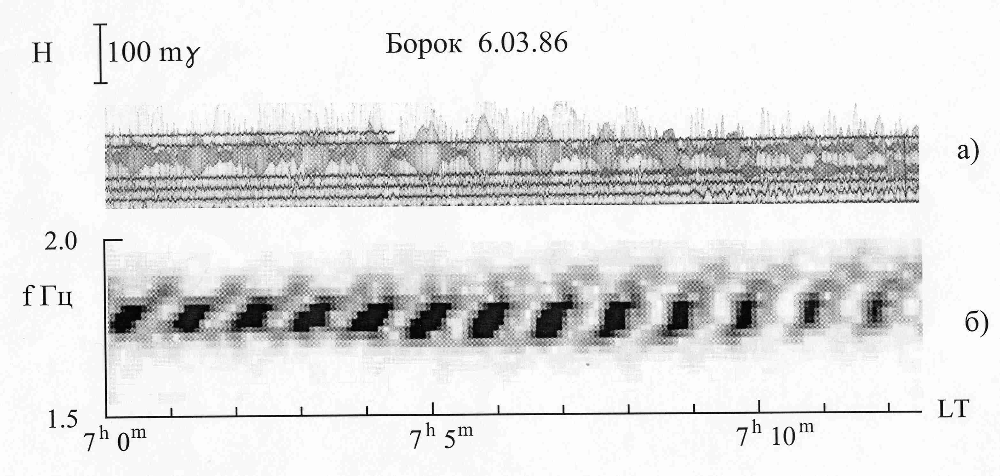 Борок 6.03.86
H
100 mγ
а)
2.0
f Гц
б)
1.5
LT
7h 0m
7h 5m
7h 10m